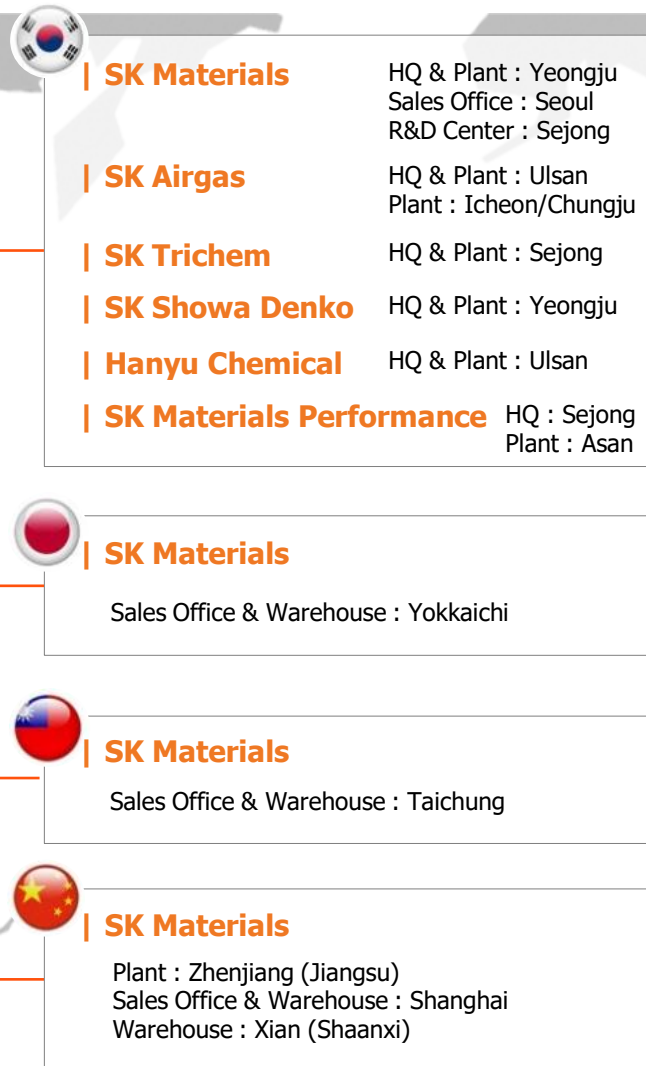 | SK Materials HQ & Plant : Yeongju
Sales Office : Seoul
R&D Center : Sejong
| SK Airgas HQ & Plant : Ulsan
Plant : Icheon/Chungju
| SK Trichem HQ & Plant : Sejong
| SK Showa Denko HQ & Plant : Yeongju
| Hanyu Chemical HQ & Plant : Ulsan
| SK Materials Performance HQ : Sejong
Plant : Asan
| SK Materials
Sales Office & Warehouse : Yokkaichi
| SK Materials
Sales Office & Warehouse : Taichung
| SK Materials
Plant : Zhenjiang (Jiangsu)
Sales Office & Warehouse : Shanghai
Warehouse : Xian (Shaanxi)